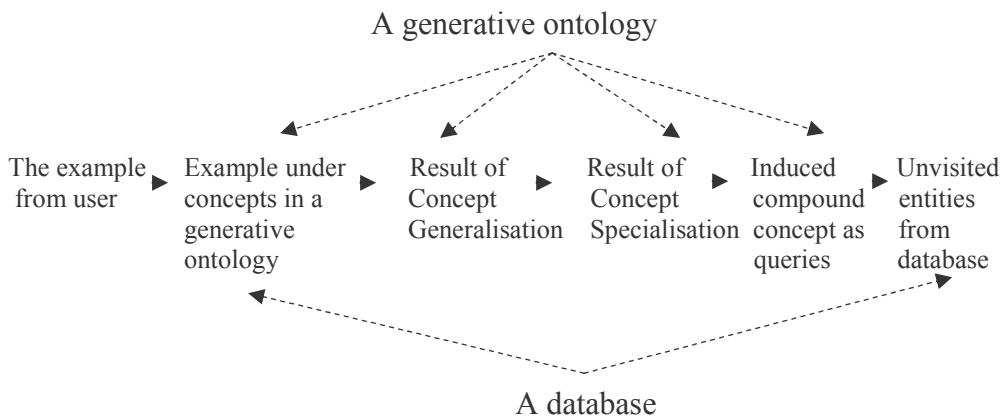 A generative ontology
The example
from user
Example under
concepts in a
generative
ontology
Result of
Concept
Generalisation
Result of
Concept
Specialisation
Induced
compound
concept as
queries
Unvisited
entities
from
database
A database